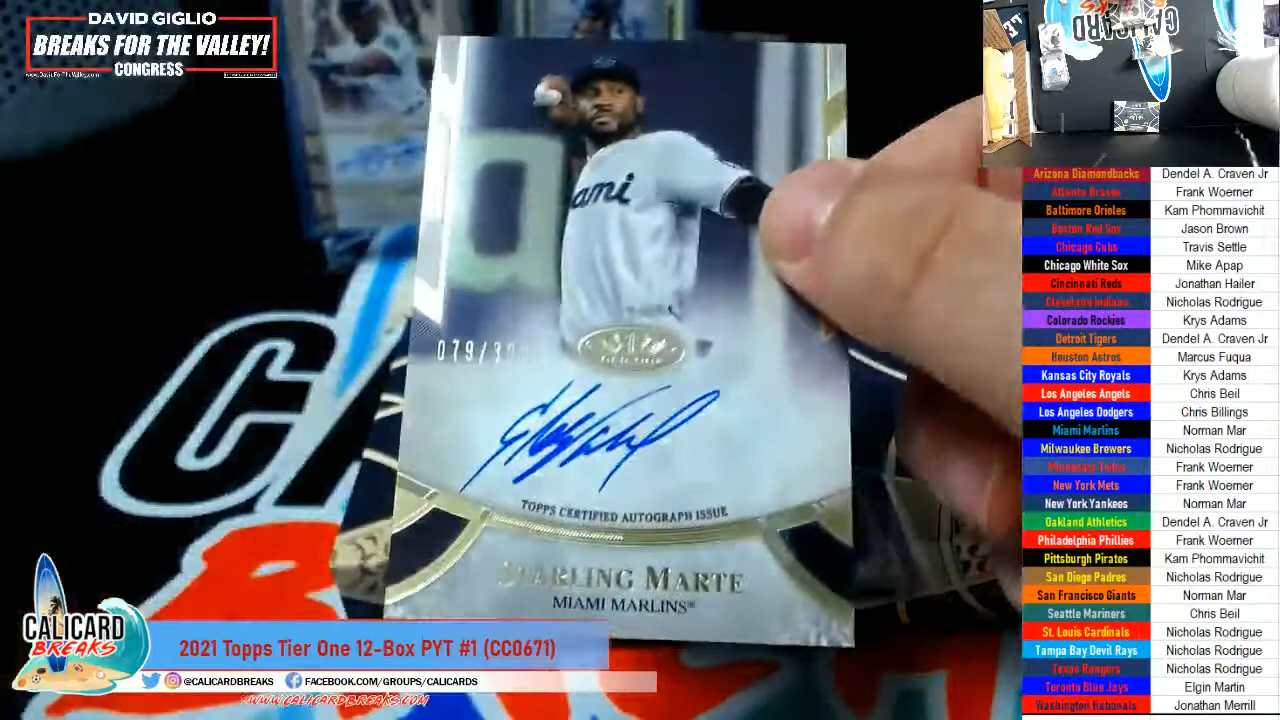 DAVID GIGLIO
BREAKS FOR THE VALLEY!
CONGRESS
ami
079/3
TOPPS CERTIFIED AUTOGRAPH ISSUE
STARLING MARTE
MIAMI MARLINS
CALICARD
BREAKS
2021 Topps Tier One 12-Box PYT #1 (CC0671)
@CALICARDBREAKS FACEBOOK.COM/GROUPS/CALICARDS
WWW.CALICARDBREAKS.COM
Arizona Diamondbacks Dendel A. Craven Jr
Atlanta Braves Frank Woerner
Baltimore Orioles Kam Phommavichit
Boston Red Sox Jason Brown
Chicago Cubs Travis Settle
Chicago White Sox Mike Apap
Cincinnati Reds Jonathan Hailer
Cleveland Indians Nicholas Rodrigue
Colorado Rockies Krys Adams
Detroit Tigers Dendel A. Craven Jr
Houston Astros Marcus Fuqua
Kansas City Royals Krys Adams
Los Angeles Angels Chris Beil
Los Angeles Dodgers Chris Billings
Miami Marlins Norman Mar
Milwaukee Brewers Nicholas Rodrigue
Minnesota Twins Frank Woerner
New York Mets Frank Woerner
New York Yankees Norman Mar
Oakland Athletics Dendel A. Craven Jr
Philadelphia Phillies Frank Woerner
Pittsburgh Pirates Kam Phommavichit
San Diego Padres Nicholas Rodrigue
San Francisco Giants Norman Mar
Seattle Mariners Chris Beil
St. Louis Cardinals Nicholas Rodrigue
Tampa Bay Devil Rays Nicholas Rodrigue
Texas Rangers Nicholas Rodrigue
Toronto Blue Jays Elgin Martin
Washington Nationals Jonathan Merrill